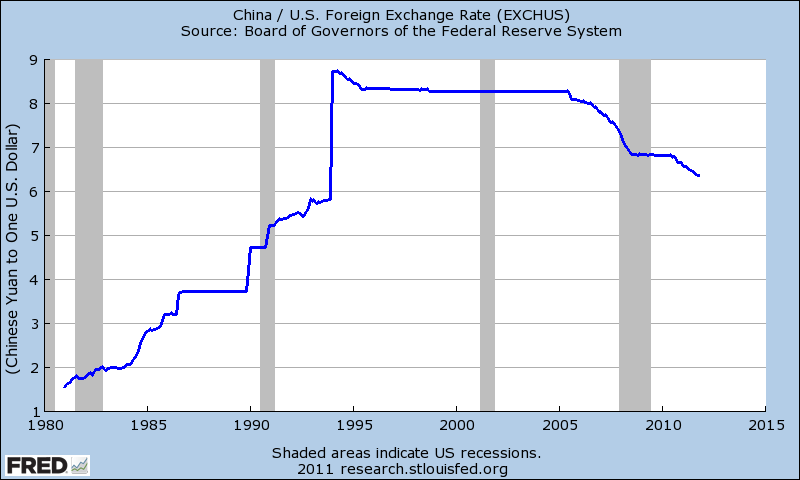 China / U.S. Foreign Exchange Rate (EXCHUS)
Source: Board of Governors of the Federal Reserve System
(Chinese Yuan to One U.S. Dollar)
9
8
7
6
5
4
3
2
1
1980 1985 1990 1995 2000 2005 2010 2015
Shaded areas indicate US recessions.
2011 research.stlouisfed.org
FRED